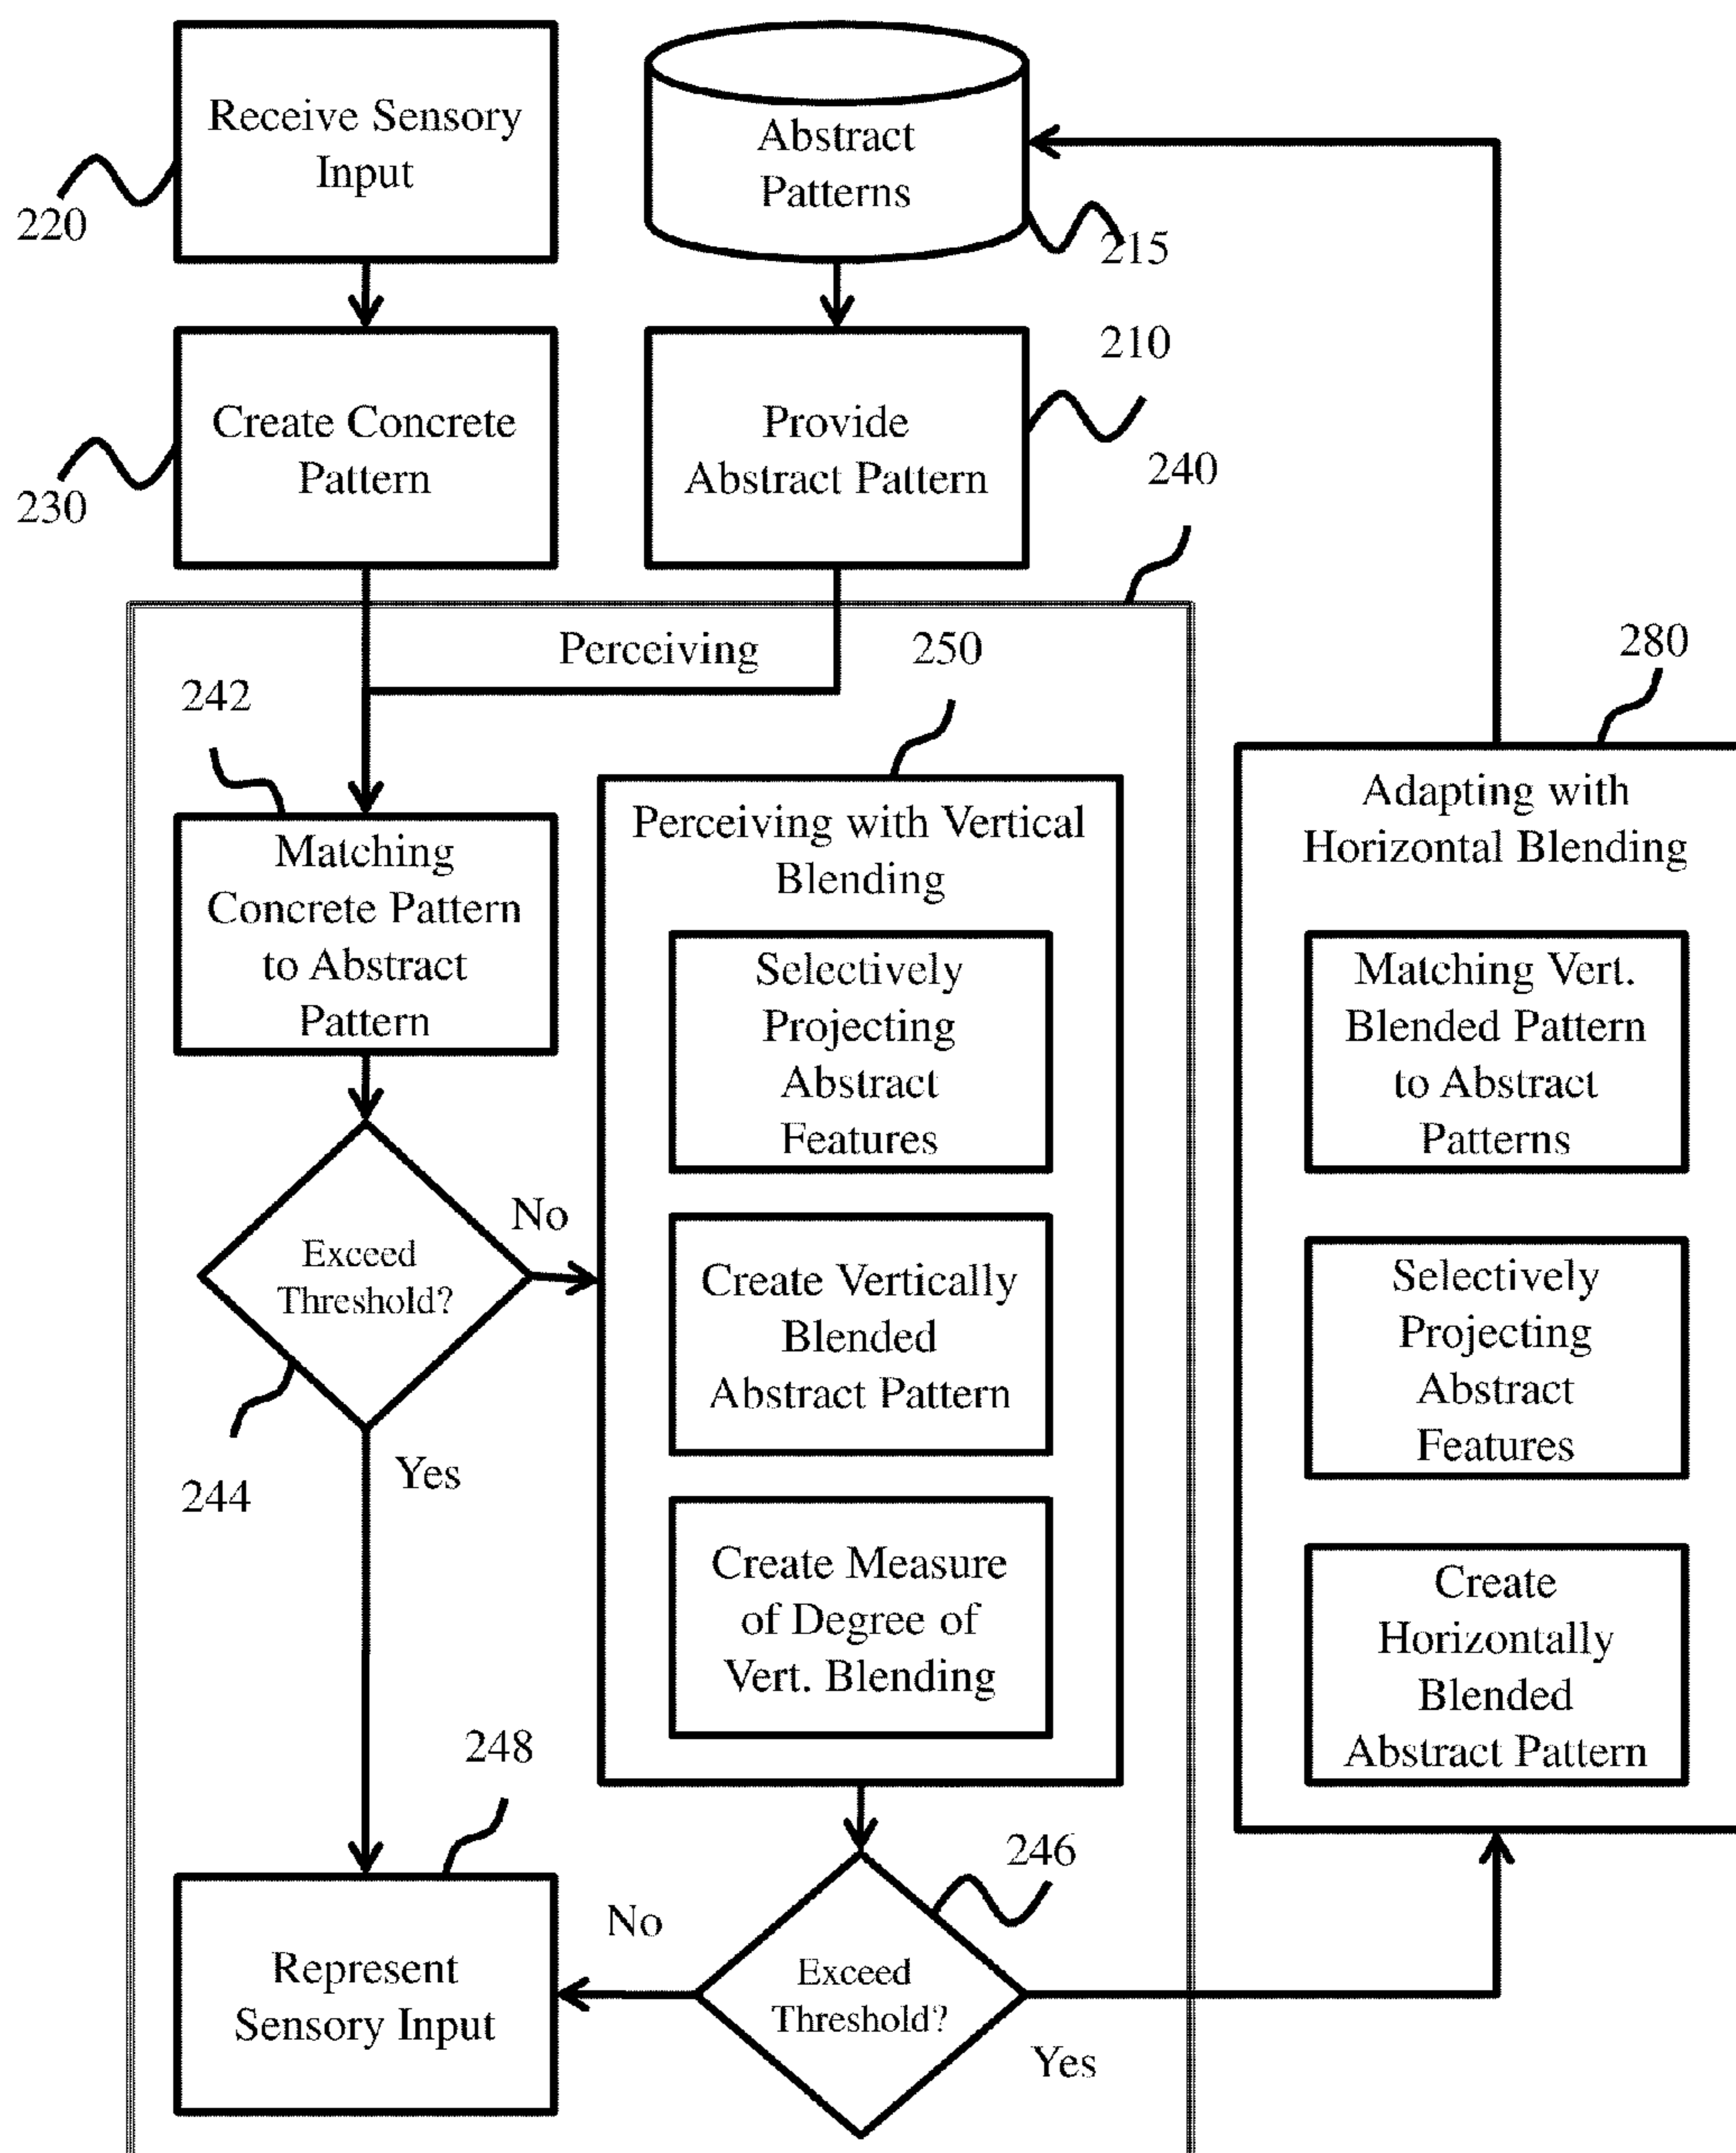 Receive Sensory
Input
220
Abstract
Patterns
215
Create Concrete
Pattern
230
Provide
Abstract Pattern
210
240
Perceiving
242
250
280
Matching
Concrete Pattern
to Abstract
Pattern
Perceiving with Vertical
Blending
Selectively
Projecting
Abstract
Features
Create Vertically
Blended
Abstract Pattern
Create Measure
of Degree of
Vert. Blending
Adapting with
Horizontal Blending
Matching Vert.
Blended Pattern
to Abstract
Patterns
Selectively
Projecting
Abstract
Features
Create
Horizontally
Blended
Abstract Pattern
Exceed
Threshold?
No
244
Yes
248
Represent
Sensory Input
246
No
Exceed
Threshold?
Yes